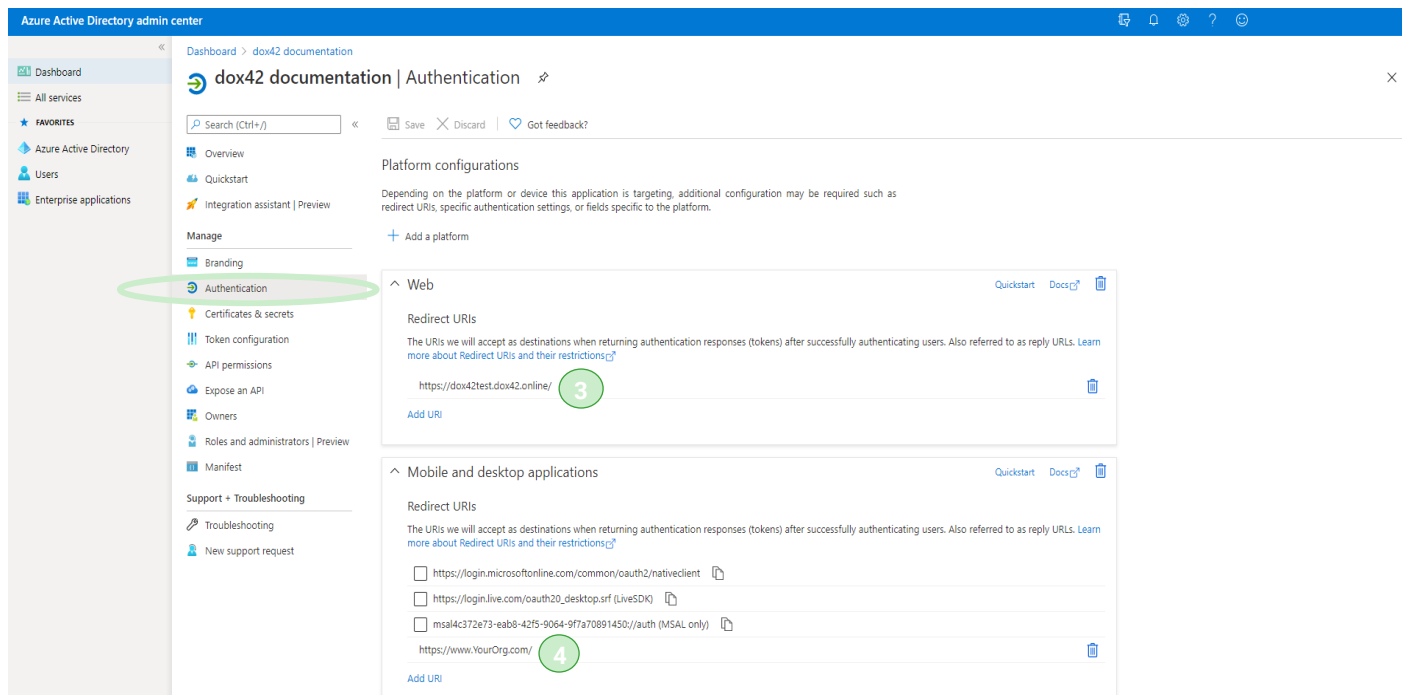 Azure Active Directory admin center
Dashboard
All services
FAVORITES
Azure Active Directory
Users
Enterprise applications
Dashboard > dox42 documentation
dox42 documentation | Authentication
Search (Ctrl+/)
Overview
Quickstart
Integration assistant | Preview
Manage
Branding
Authentication
Certificates & secrets
Token configuration
API permissions
Expose an API
Owners
Roles and administrators | Preview
Manifest
Support + Troubleshooting
Troubleshooting
New support request
Save Discard Got feedback?
Platform configurations
Depending on the platform or device this application is targeting, additional configuration may be required such as
redirect URIs, specific authentication settings, or fields specific to the platform.
Add a platform
Web Quickstart Docs
Redirect URIs
The URIs we will accept as destinations when returning authentication responses (tokens) after successfully authenticating users. Also referred to as reply URLs. Learn
more about Redirect URIs and their restrictions
https://dox42test.dox42.online/ 3
Add URI
Mobile and desktop applications Quickstart Docs
Redirect URIs
The URIs we will accept as destinations when returning authentication responses (tokens) after successfully authenticating users. Also referred to as reply URLs. Learn
more about Redirect URIs and their restrictions
https://login.microsoftonline.com/common/oauth2/nativeclient
https://login.live.com/oauth20_desktop.srf (LiveSDK)
msal4c372e73-eab8-42f5-9064-9f7a70891450://auth (MSAL only)
https://www.YourOrg.com/ 4
Add URI